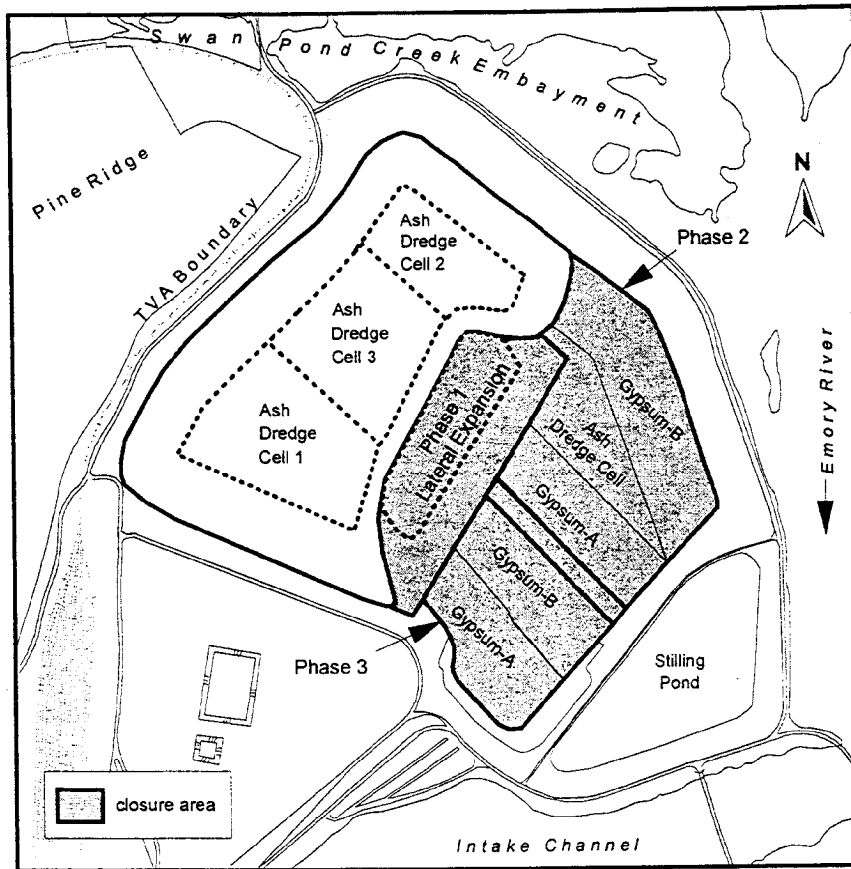 Swan Pond Creek Embayment
Pine Ridge
TVA Boundary
N
Phase 2
Ash
Dredge
Cell 2
Ash
Dredge
Cell 3
Ash
Dredge
Cell 1
Phase 1
Lateral Expansion
Gypsum-B
Ash
Dredge Cell
Gypsum-A
Emory River
Gypsum-B
Gypsum-A
Phase 3
Stilling
Pond
closure area
Intake Channel